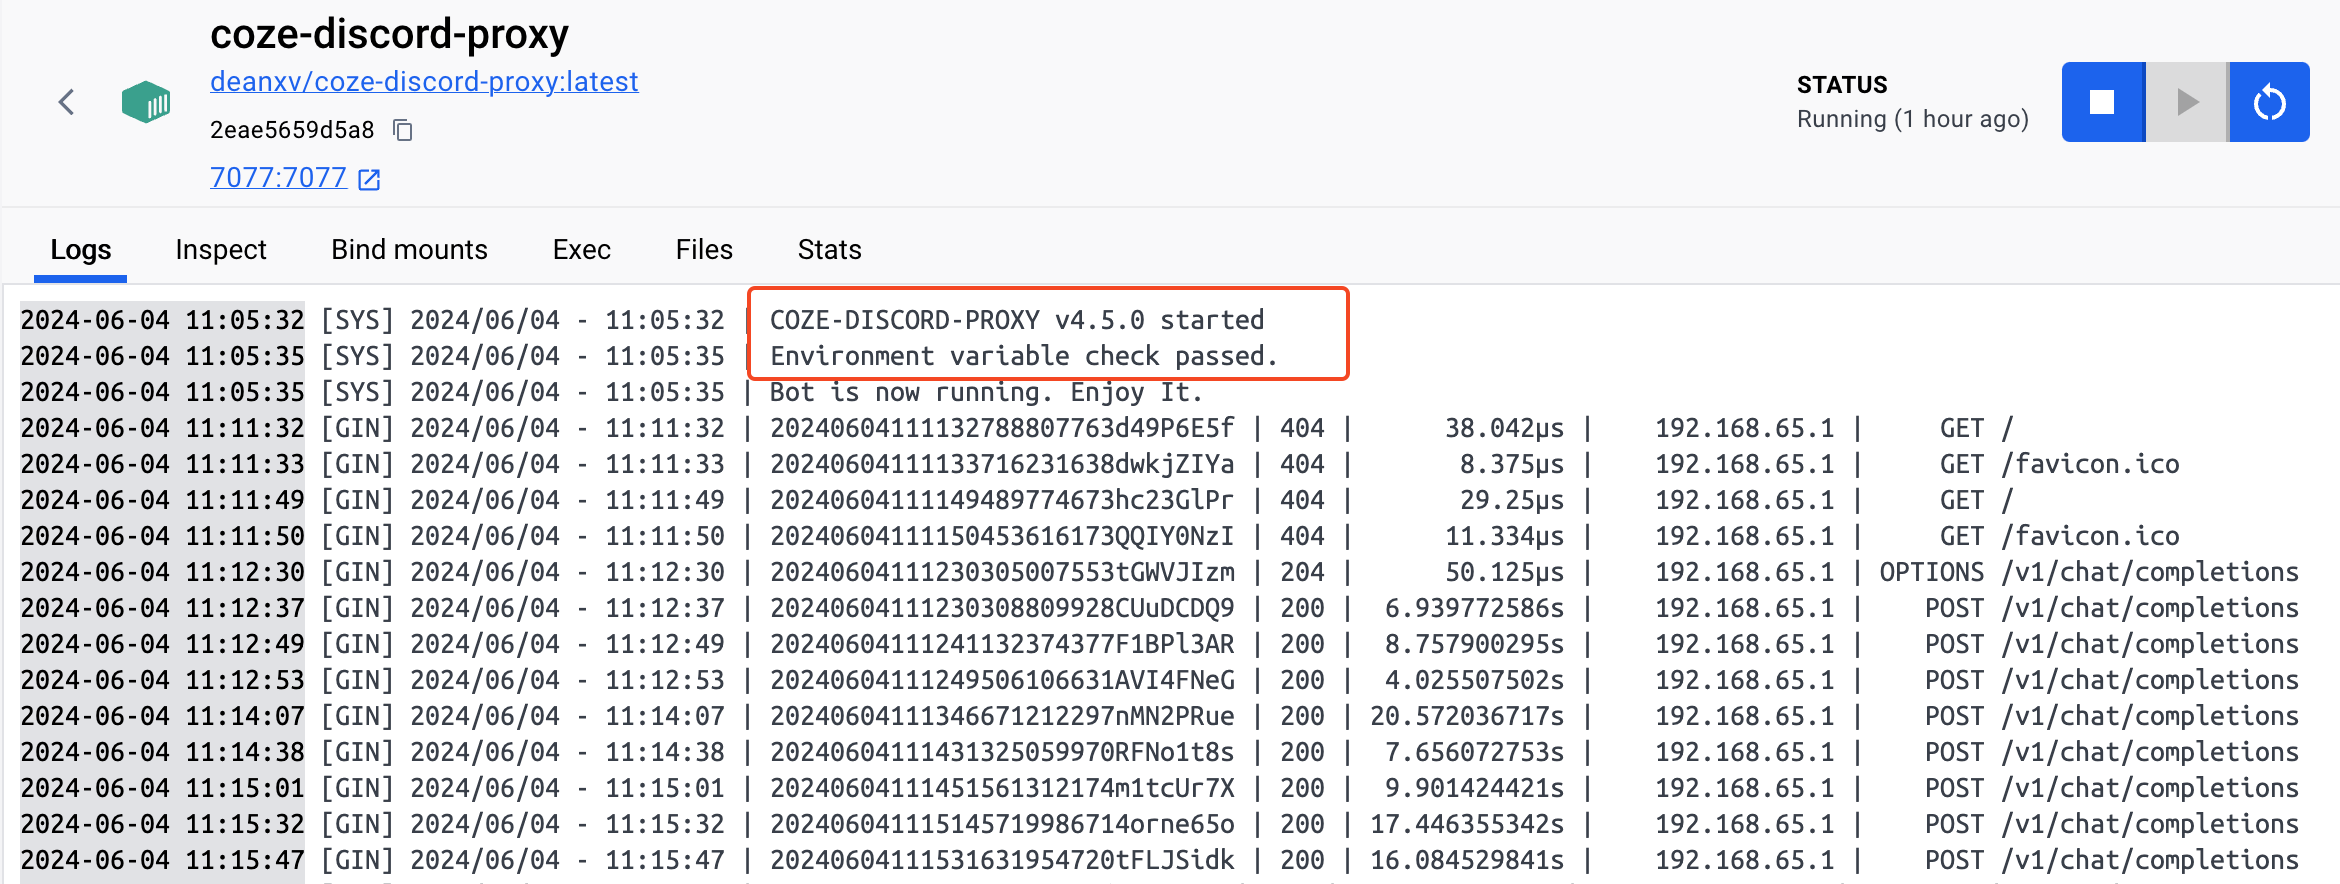 coze-discord-proxy
deanxv/coze-discord-proxy:latest
2eae5659d5a8
7077:7077
STATUS
Running (1 hour ago)
Logs Inspect Bind mounts Exec Files Stats
2024-06-04 11:05:32 [SYS] 2024/06/04 - 11:05:32 | COZE-DISCORD-PROXY v4.5.0 started
2024-06-04 11:05:35 [SYS] 2024/06/04 - 11:05:35 | Environment variable check passed.
2024-06-04 11:05:35 [SYS] 2024/06/04 - 11:05:35 | Bot is now running. Enjoy It.
2024-06-04 11:11:32 [GIN] 2024/06/04 - 11:11:32 | 20240604111132788807763d49P6E5f | 404 | 38.042µs | 192.168.65.1 | GET /
2024-06-04 11:11:33 [GIN] 2024/06/04 - 11:11:33 | 20240604111133716231638dwkjZIYa | 404 | 8.375µs | 192.168.65.1 | GET /favicon.ico
2024-06-04 11:11:49 [GIN] 2024/06/04 - 11:11:49 | 20240604111149489774673hc23GlPr | 404 | 29.25µs | 192.168.65.1 | GET /
2024-06-04 11:11:50 [GIN] 2024/06/04 - 11:11:50 | 20240604111150453616173QQIY0NzI | 404 | 11.334µs | 192.168.65.1 | GET /favicon.ico
2024-06-04 11:12:30 [GIN] 2024/06/04 - 11:12:30 | 20240604111230305007553tGWVJIzm | 204 | 50.125µs | 192.168.65.1 | OPTIONS /v1/chat/completions
2024-06-04 11:12:37 [GIN] 2024/06/04 - 11:12:37 | 20240604111230308809928CUuDCDQ9 | 200 | 6.939772586s | 192.168.65.1 | POST /v1/chat/completions
2024-06-04 11:12:49 [GIN] 2024/06/04 - 11:12:49 | 20240604111241132374377F1BPl3AR | 200 | 8.757900295s | 192.168.65.1 | POST /v1/chat/completions
2024-06-04 11:12:53 [GIN] 2024/06/04 - 11:12:53 | 20240604111249506106631AVI4FNeG | 200 | 4.025507502s | 192.168.65.1 | POST /v1/chat/completions
2024-06-04 11:14:07 [GIN] 2024/06/04 - 11:14:07 | 20240604111346671212297nMN2PRue | 200 | 20.572036717s | 192.168.65.1 | POST /v1/chat/completions
2024-06-04 11:14:38 [GIN] 2024/06/04 - 11:14:38 | 20240604111431325059970RFNo1t8s | 200 | 7.656072753s | 192.168.65.1 | POST /v1/chat/completions
2024-06-04 11:15:01 [GIN] 2024/06/04 - 11:15:01 | 20240604111451561312174m1tcUr7X | 200 | 9.901424421s | 192.168.65.1 | POST /v1/chat/completions
2024-06-04 11:15:32 [GIN] 2024/06/04 - 11:15:32 | 20240604111514571998 6714orne65o | 200 | 17.446355342s | 192.168.65.1 | POST /v1/chat/completions
2024-06-04 11:15:47 [GIN] 2024/06/04 - 11:15:47 | 20240604111531631954720tFLJSidk | 200 | 16.084529841s | 192.168.65.1 | POST /v1/chat/completions